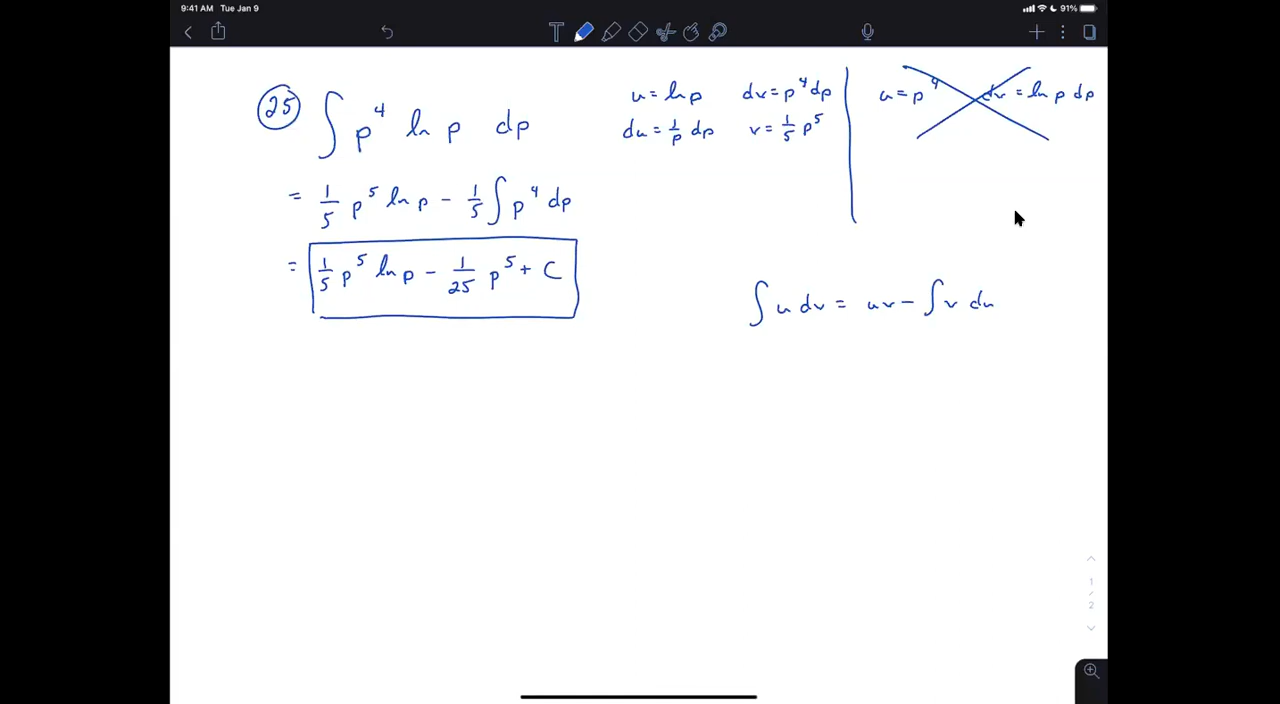 9:41 AM Tue Jan 9
91%
T
25 ∫ p⁴ ln p dp
= 1/5 p⁵ ln p − 1/5 ∫ p⁴ dp
= 1/5 p⁵ ln p − 1/25 p⁵ + C
u = ln p dv = p⁴ dp
du = 1/p dp v = 1/5 p⁵
u = p⁴ dv = ln p dp
∫ u dv = uv − ∫ v du
1
/
2